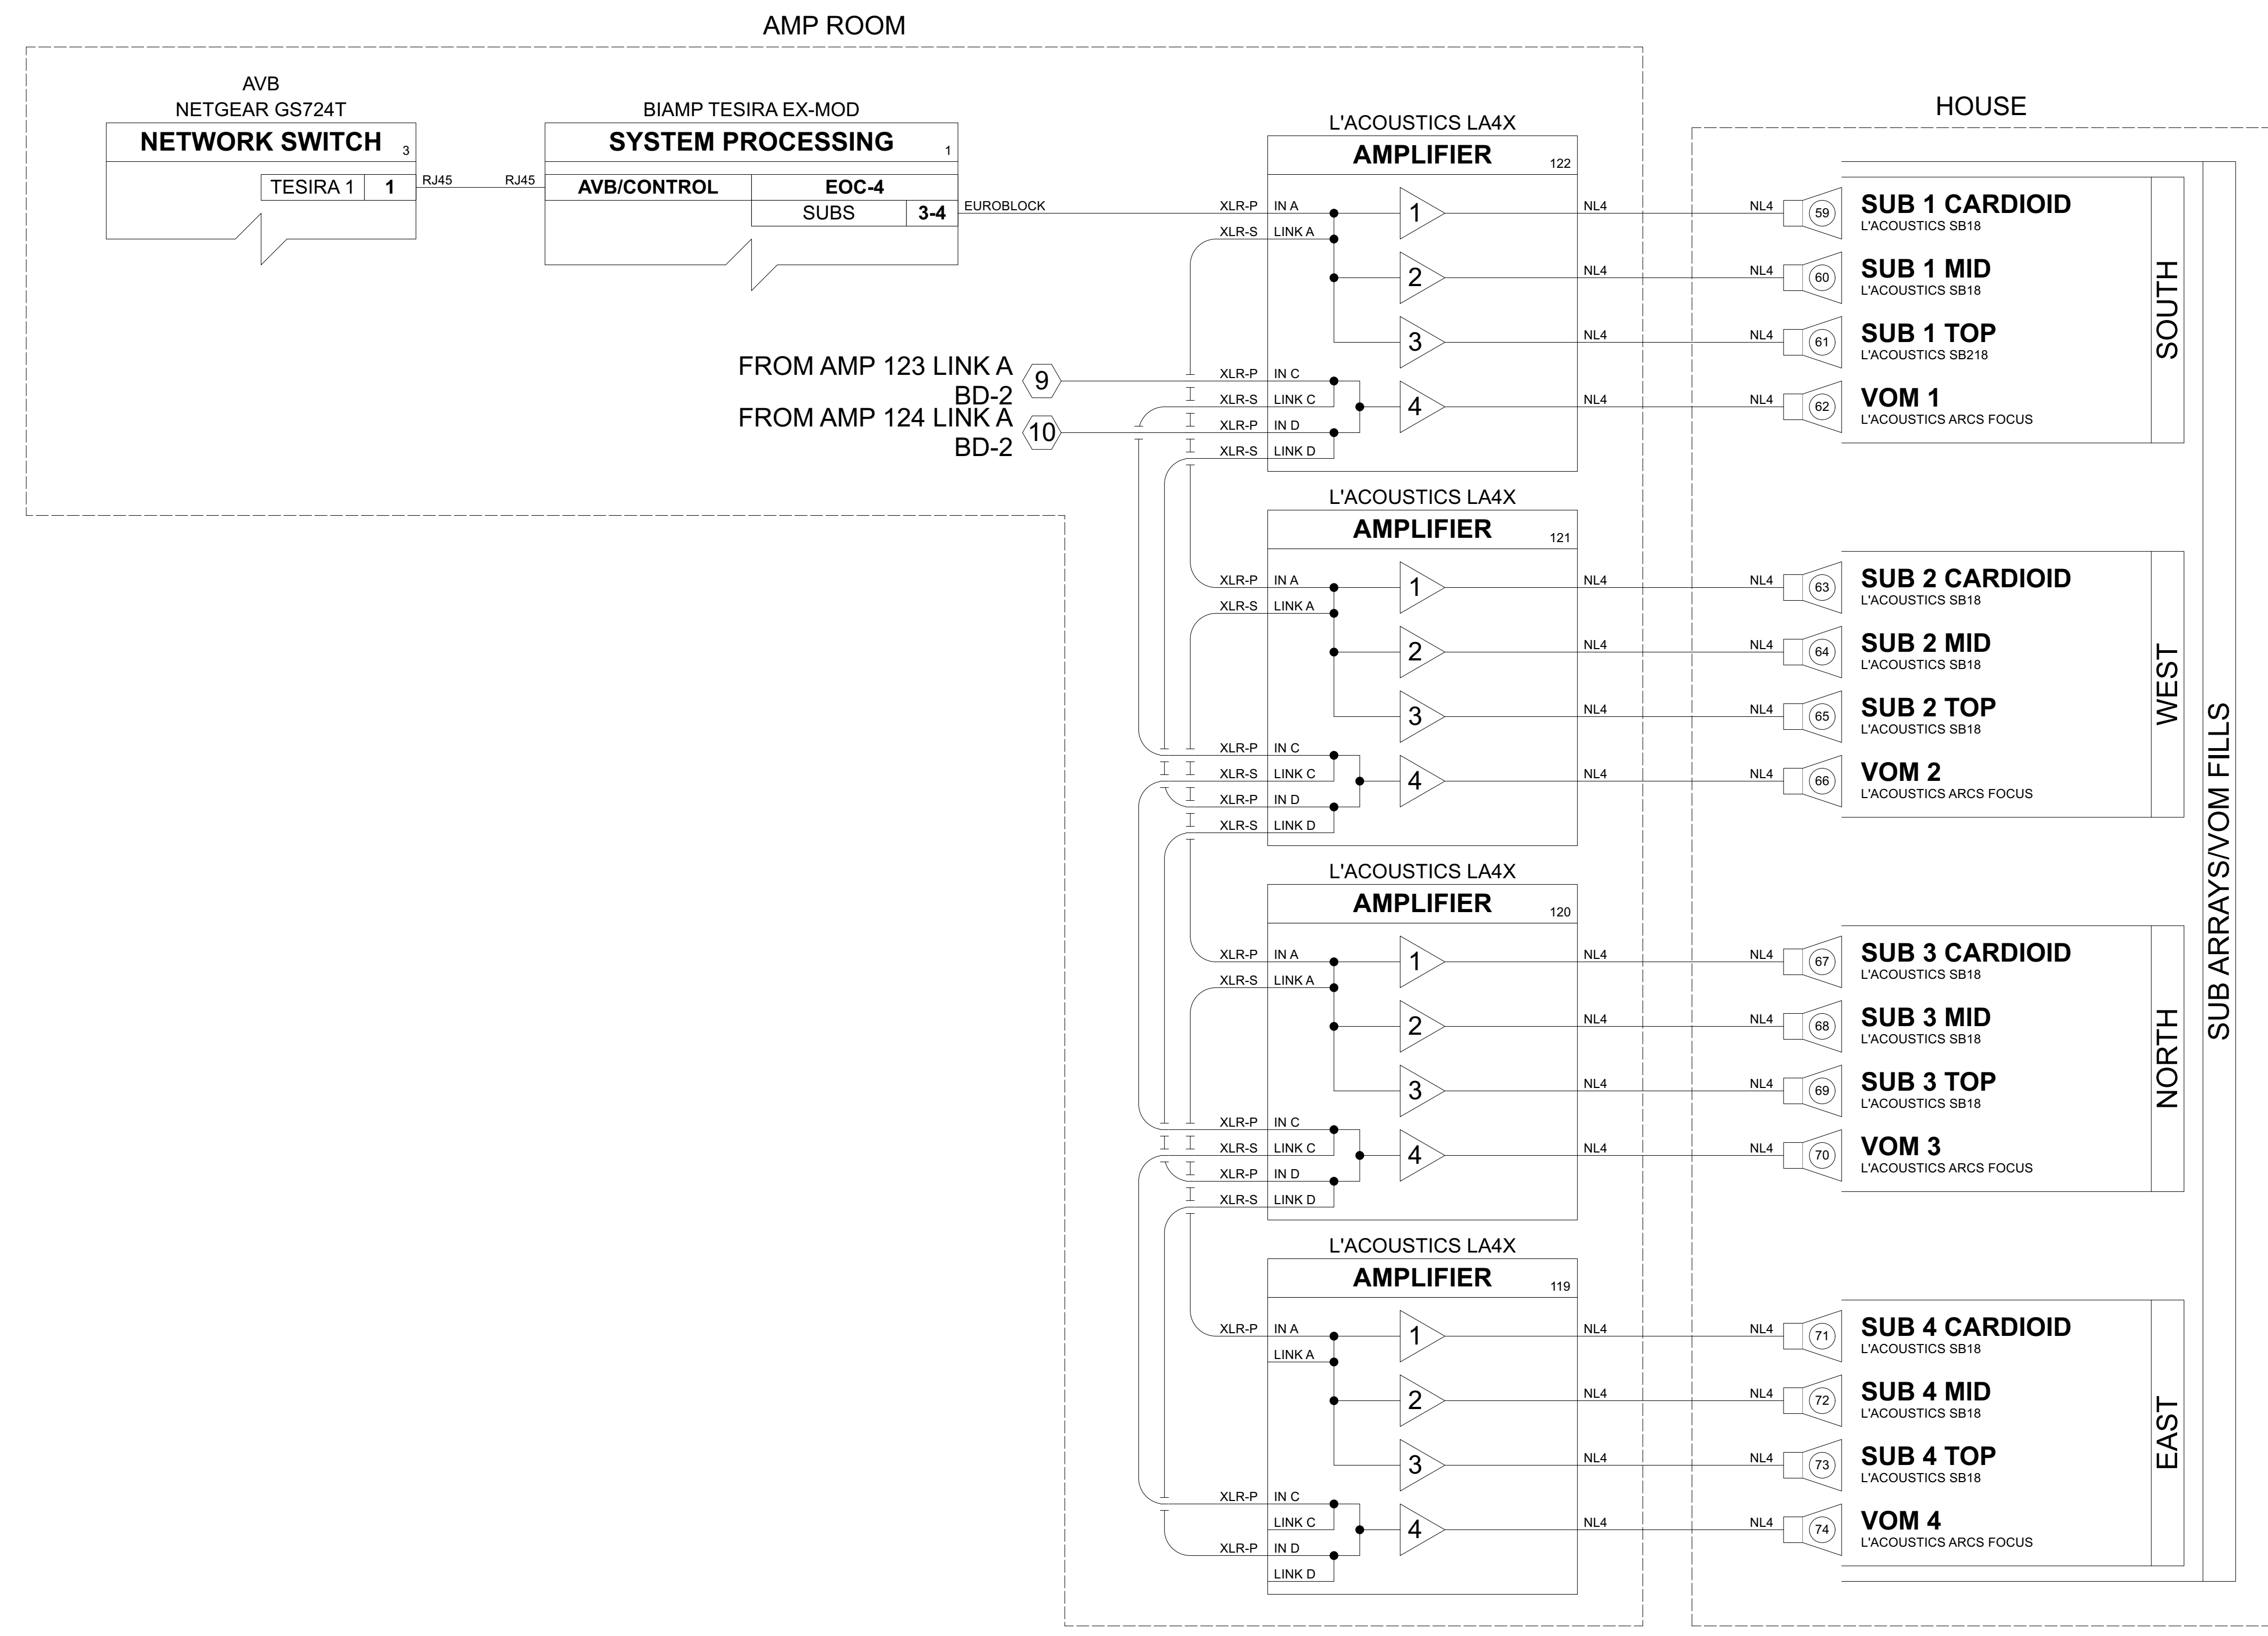 AMP ROOM
AVB
NETGEAR GS724T
NETWORK SWITCH 3
TESIRA 1 1
RJ45 RJ45
BIAMP TESIRA EX-MOD
SYSTEM PROCESSING 1
AVB/CONTROL EOC-4
SUBS 3-4
EUROBLOCK
FROM AMP 123 LINK A
BD-2
9
FROM AMP 124 LINK A
BD-2
10
L'ACOUSTICS LA4X
AMPLIFIER 122
XLR-P IN A 1 NL4
XLR-S LINK A
2 NL4
3 NL4
XLR-P IN C
XLR-S LINK C 4 NL4
XLR-P IN D
XLR-S LINK D
L'ACOUSTICS LA4X
AMPLIFIER 121
XLR-P IN A 1 NL4
XLR-S LINK A
2 NL4
3 NL4
XLR-P IN C
XLR-S LINK C 4 NL4
XLR-P IN D
XLR-S LINK D
L'ACOUSTICS LA4X
AMPLIFIER 120
XLR-P IN A 1 NL4
XLR-S LINK A
2 NL4
3 NL4
XLR-P IN C
XLR-S LINK C 4 NL4
XLR-P IN D
XLR-S LINK D
L'ACOUSTICS LA4X
AMPLIFIER 119
XLR-P IN A 1 NL4
LINK A
2 NL4
3 NL4
XLR-P IN C
LINK C 4 NL4
XLR-P IN D
LINK D
HOUSE
NL4 59 SUB 1 CARDIOID
L'ACOUSTICS SB18
NL4 60 SUB 1 MID
L'ACOUSTICS SB18
NL4 61 SUB 1 TOP
L'ACOUSTICS SB218
NL4 62 VOM 1
L'ACOUSTICS ARCS FOCUS
SOUTH
NL4 63 SUB 2 CARDIOID
L'ACOUSTICS SB18
NL4 64 SUB 2 MID
L'ACOUSTICS SB18
NL4 65 SUB 2 TOP
L'ACOUSTICS SB18
NL4 66 VOM 2
L'ACOUSTICS ARCS FOCUS
WEST
NL4 67 SUB 3 CARDIOID
L'ACOUSTICS SB18
NL4 68 SUB 3 MID
L'ACOUSTICS SB18
NL4 69 SUB 3 TOP
L'ACOUSTICS SB18
NL4 70 VOM 3
L'ACOUSTICS ARCS FOCUS
NORTH
NL4 71 SUB 4 CARDIOID
L'ACOUSTICS SB18
NL4 72 SUB 4 MID
L'ACOUSTICS SB18
NL4 73 SUB 4 TOP
L'ACOUSTICS SB18
NL4 74 VOM 4
L'ACOUSTICS ARCS FOCUS
EAST
SUB ARRAYS/VOM FILLS